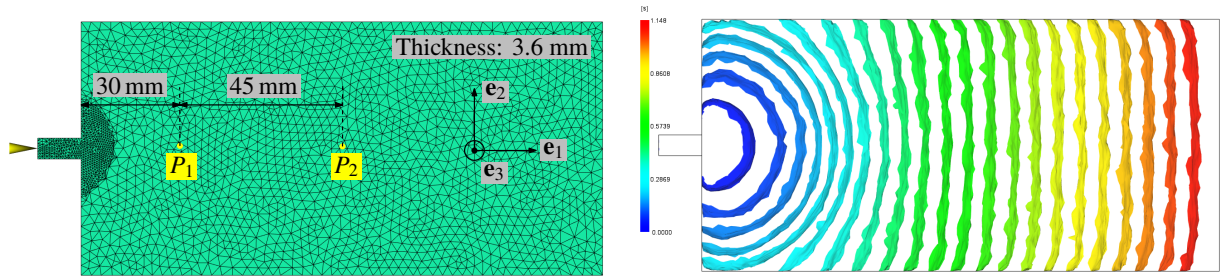 Thickness: 3.6 mm
30 mm
45 mm
e2
e1
e3
P1
P2
[s]
1.148
0.8608
0.5739
0.2869
0.0000